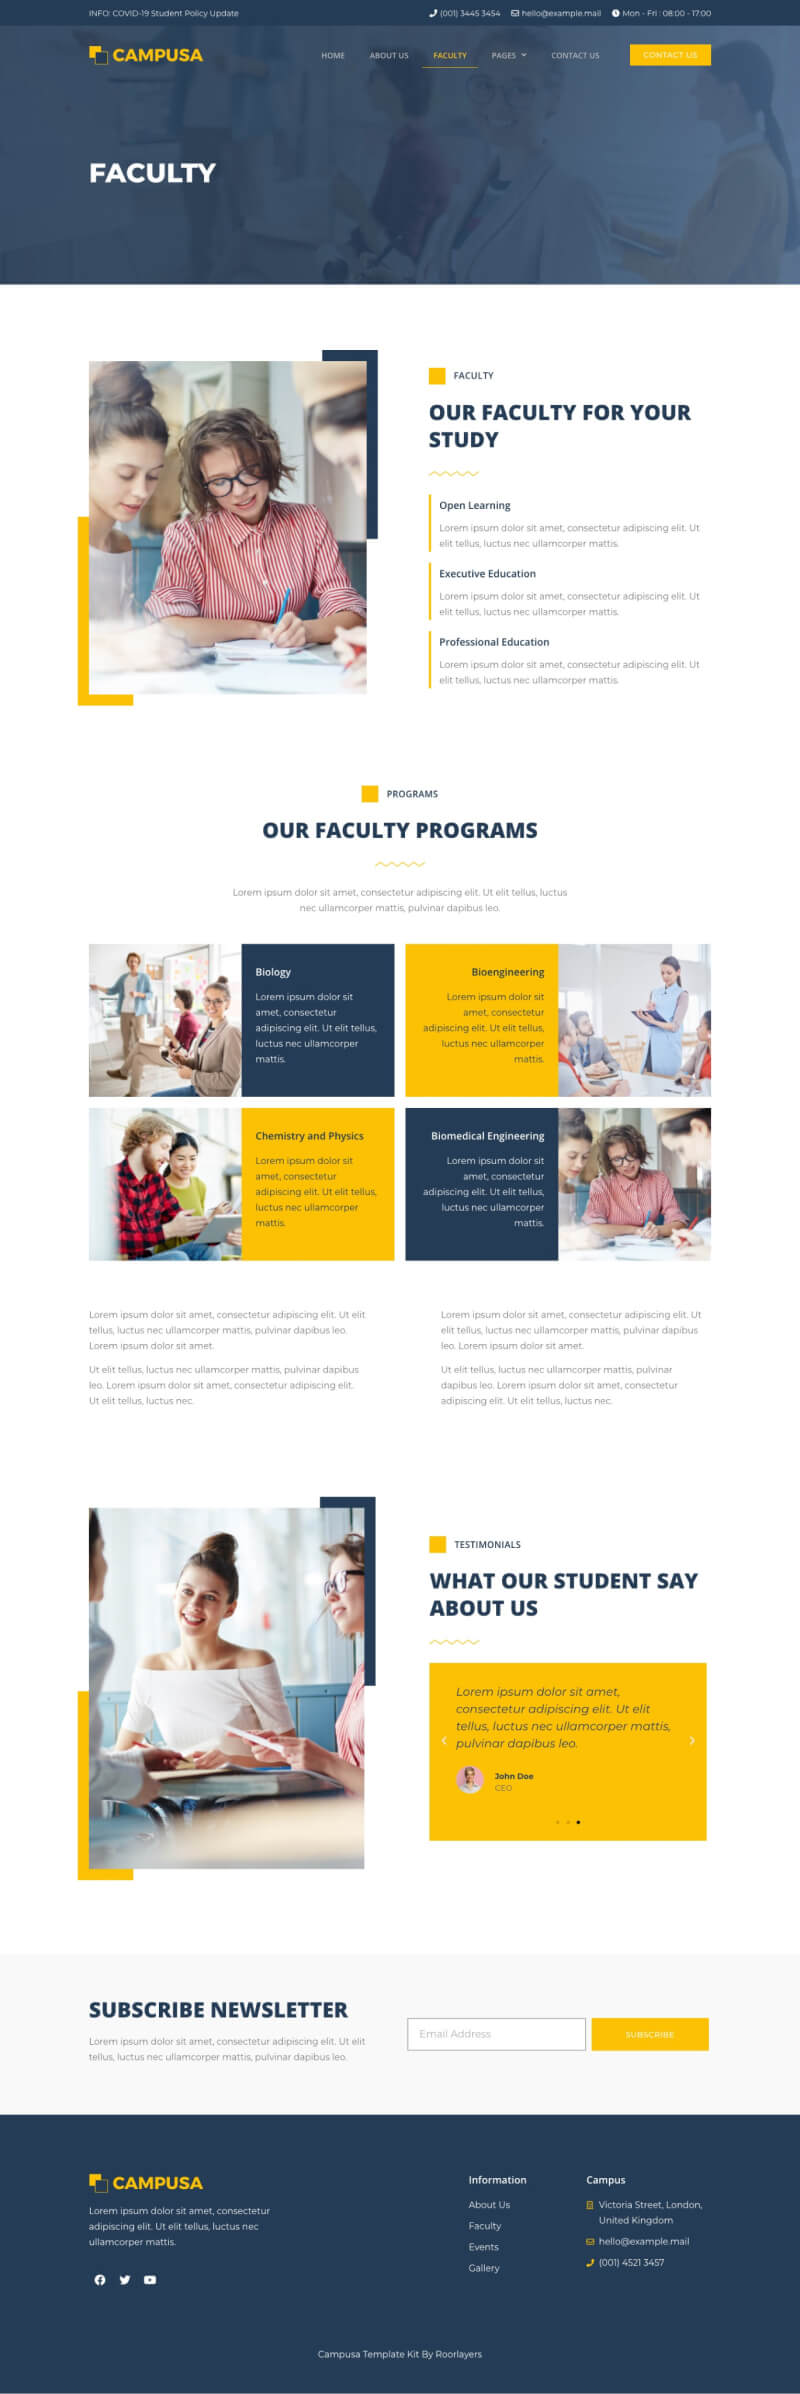 INFO: COVID-19 Student Policy Update
(001) 3445 3454 hello@example.mail Mon - Fri : 08:00 - 17:00
CAMPUSA
HOME ABOUT US FACULTY PAGES CONTACT US CONTACT US
FACULTY
FACULTY
OUR FACULTY FOR YOUR
STUDY
Open Learning
Lorem ipsum dolor sit amet, consectetur adipiscing elit. Ut
elit tellus, luctus nec ullamcorper mattis.
Executive Education
Lorem ipsum dolor sit amet, consectetur adipiscing elit. Ut
elit tellus, luctus nec ullamcorper mattis.
Professional Education
Lorem ipsum dolor sit amet, consectetur adipiscing elit. Ut
elit tellus, luctus nec ullamcorper mattis.
PROGRAMS
OUR FACULTY PROGRAMS
Lorem ipsum dolor sit amet, consectetur adipiscing elit. Ut elit tellus, luctus
nec ullamcorper mattis, pulvinar dapibus leo.
Biology
Lorem ipsum dolor sit
amet, consectetur
adipiscing elit. Ut elit tellus,
luctus nec ullamcorper
mattis.
Bioengineering
Lorem ipsum dolor sit
amet, consectetur
adipiscing elit. Ut elit tellus,
luctus nec ullamcorper
mattis.
Chemistry and Physics
Lorem ipsum dolor sit
amet, consectetur
adipiscing elit. Ut elit tellus,
luctus nec ullamcorper
mattis.
Biomedical Engineering
Lorem ipsum dolor sit
amet, consectetur
adipiscing elit. Ut elit tellus,
luctus nec ullamcorper
mattis.
Lorem ipsum dolor sit amet, consectetur adipiscing elit. Ut elit
tellus, luctus nec ullamcorper mattis, pulvinar dapibus leo.
Lorem ipsum dolor sit amet.
Ut elit tellus, luctus nec ullamcorper mattis, pulvinar dapibus
leo. Lorem ipsum dolor sit amet, consectetur adipiscing elit.
Ut elit tellus, luctus nec.
Lorem ipsum dolor sit amet, consectetur adipiscing elit. Ut
elit tellus, luctus nec ullamcorper mattis, pulvinar dapibus
leo. Lorem ipsum dolor sit amet.
Ut elit tellus, luctus nec ullamcorper mattis, pulvinar
dapibus leo. Lorem ipsum dolor sit amet, consectetur
adipiscing elit. Ut elit tellus, luctus nec.
TESTIMONIALS
WHAT OUR STUDENT SAY
ABOUT US
Lorem ipsum dolor sit amet,
consectetur adipiscing elit. Ut elit
tellus, luctus nec ullamcorper mattis,
pulvinar dapibus leo.
John Doe
CEO
SUBSCRIBE NEWSLETTER
Lorem ipsum dolor sit amet, consectetur adipiscing elit. Ut elit
tellus, luctus nec ullamcorper mattis, pulvinar dapibus leo.
Email Address
SUBSCRIBE
CAMPUSA
Lorem ipsum dolor sit amet, consectetur
adipiscing elit. Ut elit tellus, luctus nec ullamcorper
mattis.
Information
About Us
Faculty
Events
Gallery
Campus
Victoria Street, London,
United Kingdom
hello@example.mail
(001) 4521 3457
Campusa Template Kit By Roorlayers